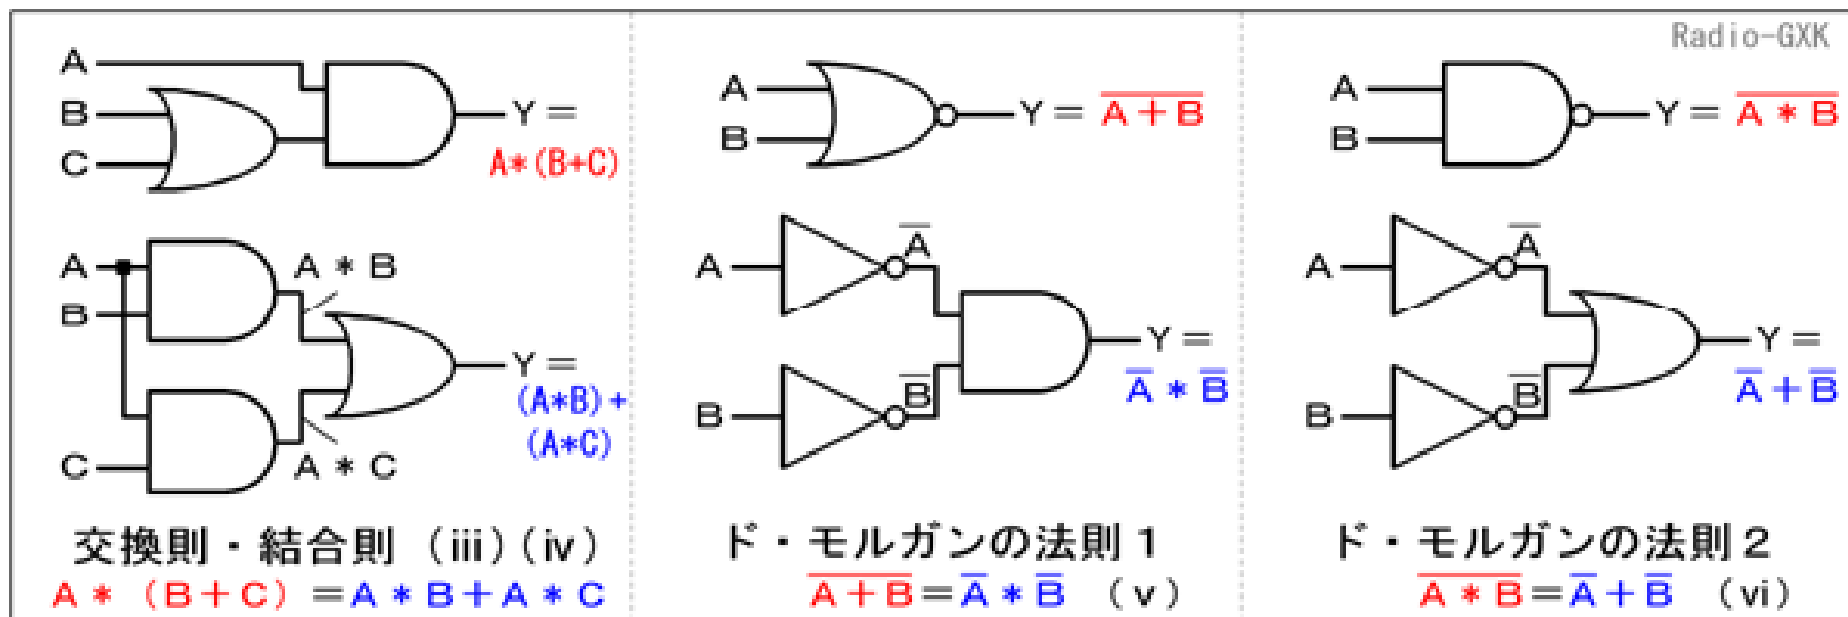 Radio-GXK
A
B
C
Y =
A*(B+C)
A
B
C
A * B
A * C
Y =
(A*B)+
(A*C)
交換則・結合則 (iii)(iv)
A * (B+C) =A * B+A * C
A
B
Y = A̅+̅B̅
A
B
A̅
B̅
Y =
A̅ * B̅
ド・モルガンの法則1
A̅+̅B̅=A̅ * B̅ (v)
A
B
Y = A̅ ̅*̅ ̅B̅
A
B
A̅
B̅
Y =
A̅+B̅
ド・モルガンの法則2
A̅ ̅*̅ ̅B̅=A̅+B̅ (vi)